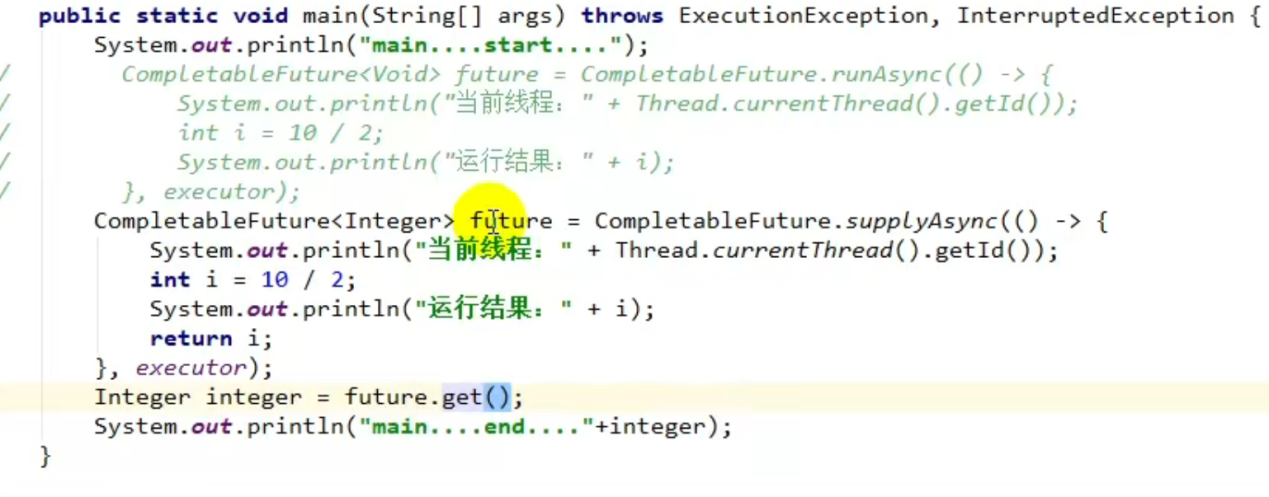 public static void main(String[] args) throws ExecutionException, InterruptedException {
    System.out.println("main....start....");
/        CompletableFuture<Void> future = CompletableFuture.runAsync(() -> {
/            System.out.println("当前线程：" + Thread.currentThread().getId());
/            int i = 10 / 2;
/            System.out.println("运行结果：" + i);
/        }, executor);
    CompletableFuture<Integer> future = CompletableFuture.supplyAsync(() -> {
        System.out.println("当前线程：" + Thread.currentThread().getId());
        int i = 10 / 2;
        System.out.println("运行结果：" + i);
        return i;
    }, executor);
    Integer integer = future.get();
    System.out.println("main....end...."+integer);
}